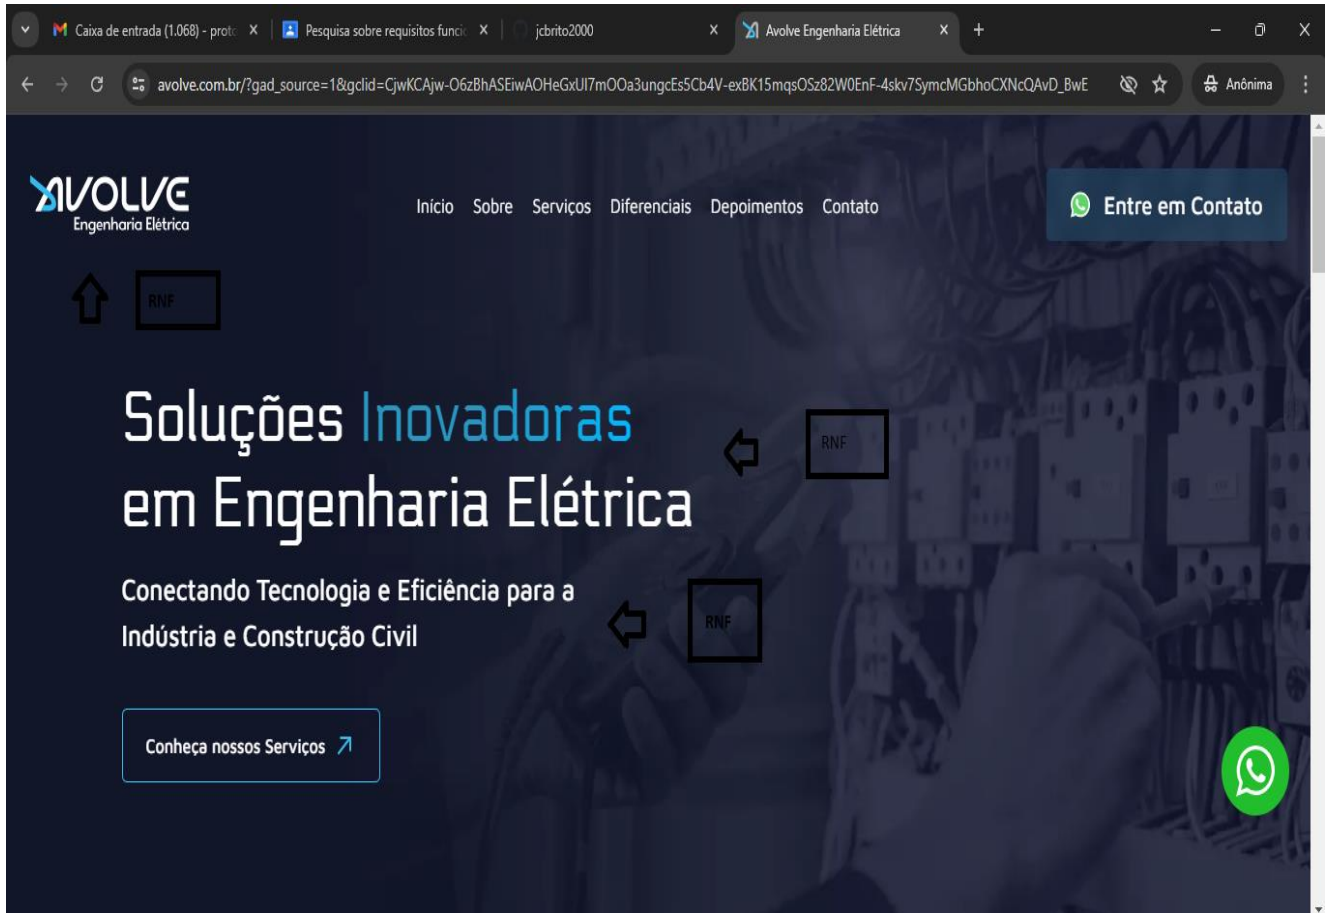 Caixa de entrada (1.068) - proto
Pesquisa sobre requisitos funcio
jcbrito2000
Avolve Engenharia Elétrica
avolve.com.br/?gad_source=1&gclid=CjwKCAjw-O6zBhASEiwAOHeGxUI7mOOa3ungcEs5Cb4V-exBK15mqsOSz82W0EnF-4skv7SymcMGbhoCXNcQAvD_BwE
Anônima
AVOLVE
Engenharia Elétrica
Início Sobre Serviços Diferenciais Depoimentos Contato
Entre em Contato
RNF
Soluções Inovadoras
em Engenharia Elétrica
RNF
Conectando Tecnologia e Eficiência para a
Indústria e Construção Civil
RNF
Conheça nossos Serviços